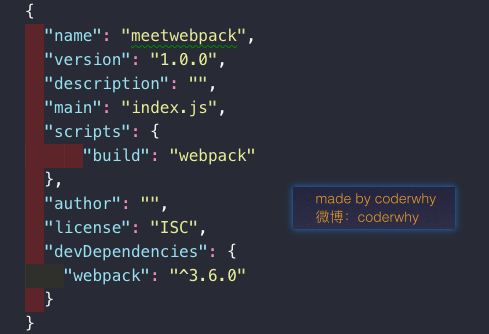 {
"name": "meetwebpack",
"version": "1.0.0",
"description": "",
"main": "index.js",
"scripts": {
"build": "webpack"
},
"author": "",
"license": "ISC",
"devDependencies": {
"webpack": "^3.6.0"
}
}
made by coderwhy
微博：coderwhy